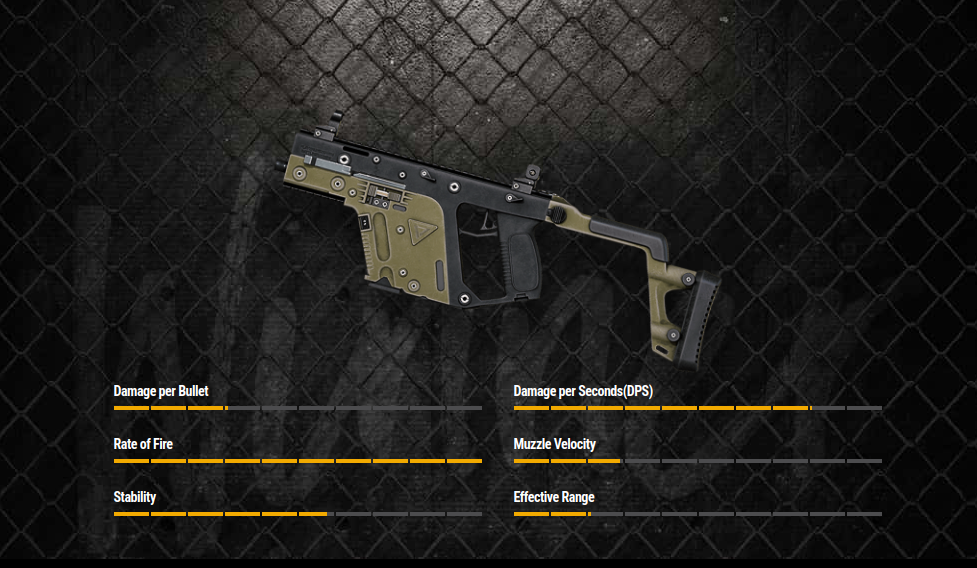 Damage per Bullet
Damage per Seconds(DPS)
Rate of Fire
Muzzle Velocity
Stability
Effective Range